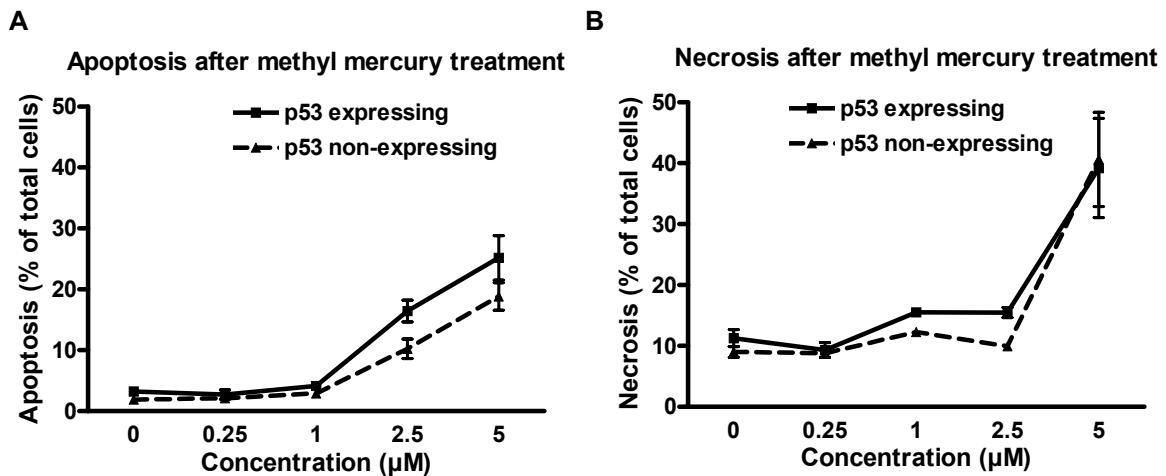 A
Apoptosis after methyl mercury treatment
p53 expressing
p53 non-expressing
Apoptosis (% of total cells)
50
40
30
20
10
0
0 0.25 1 2.5 5
Concentration (µM)
B
Necrosis after methyl mercury treatment
p53 expressing
p53 non-expressing
Necrosis (% of total cells)
50
40
30
20
10
0
0 0.25 1 2.5 5
Concentration (µM)